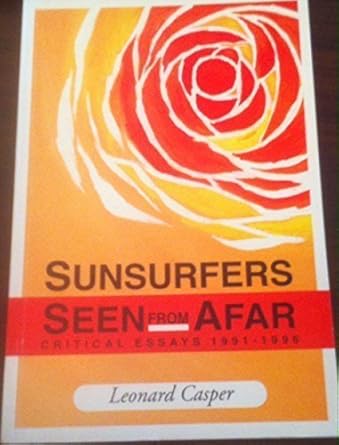 SUNSURFERS
SEEN FROM AFAR
CRITICAL ESSAYS 1991-1996
Leonard Casper